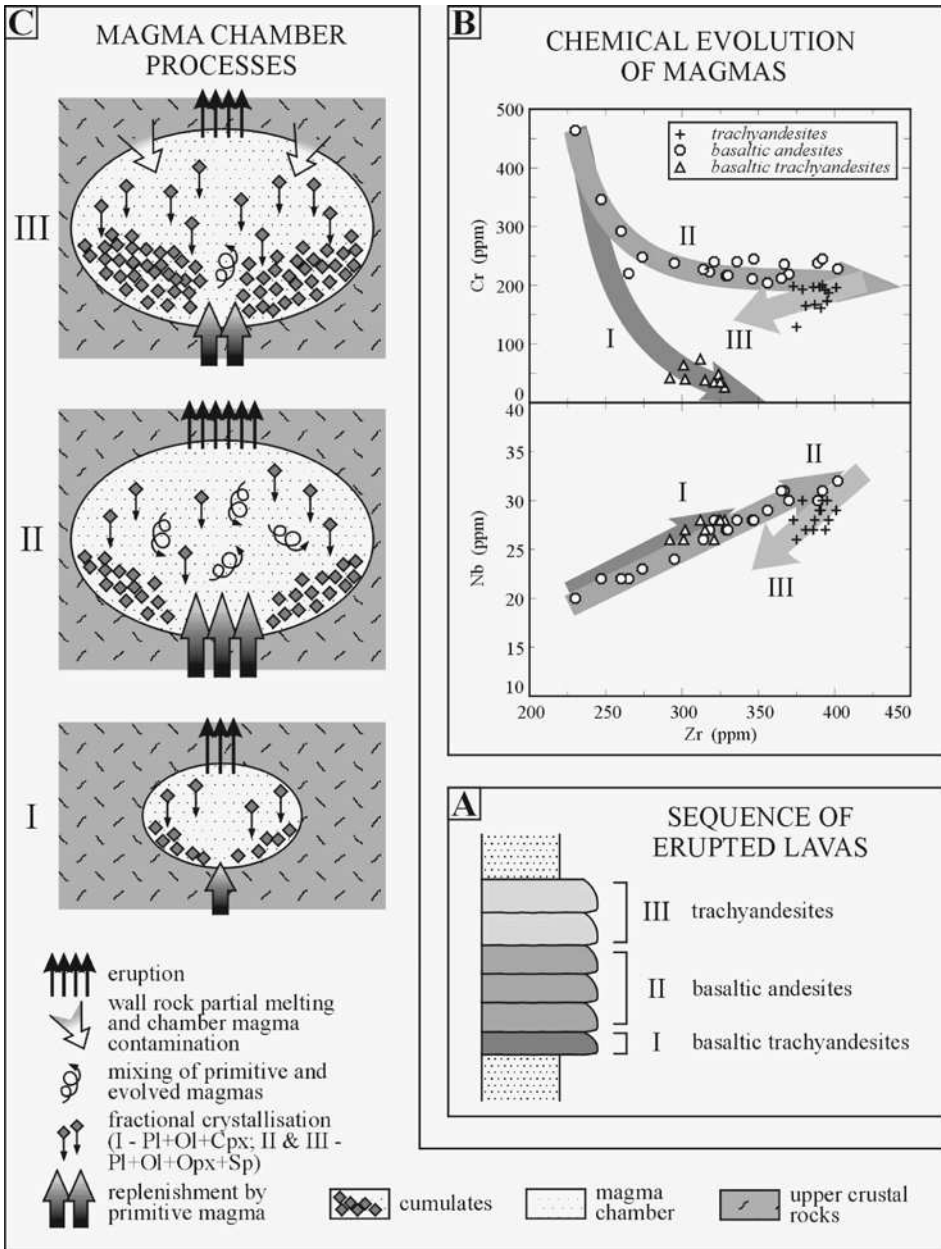 C
MAGMA CHAMBER
PROCESSES
III
II
I
eruption
wall rock partial melting
and chamber magma
contamination
mixing of primitive and
evolved magmas
fractional crystallisation
(I - Pl+Ol+Cpx; II & III -
Pl+Ol+Opx+Sp)
replenishment by
primitive magma
cumulates
magma
chamber
upper crustal
rocks
B
CHEMICAL EVOLUTION
OF MAGMAS
500
400
300
200
100
0
Cr (ppm)
trachyandesites
basaltic andesites
basaltic trachyandesites
II
III
I
40
35
30
25
20
15
10
Nb (ppm)
II
I
III
200 250 300 350 400 450
Zr (ppm)
A
SEQUENCE OF
ERUPTED LAVAS
III trachyandesites
II basaltic andesites
I basaltic trachyandesites